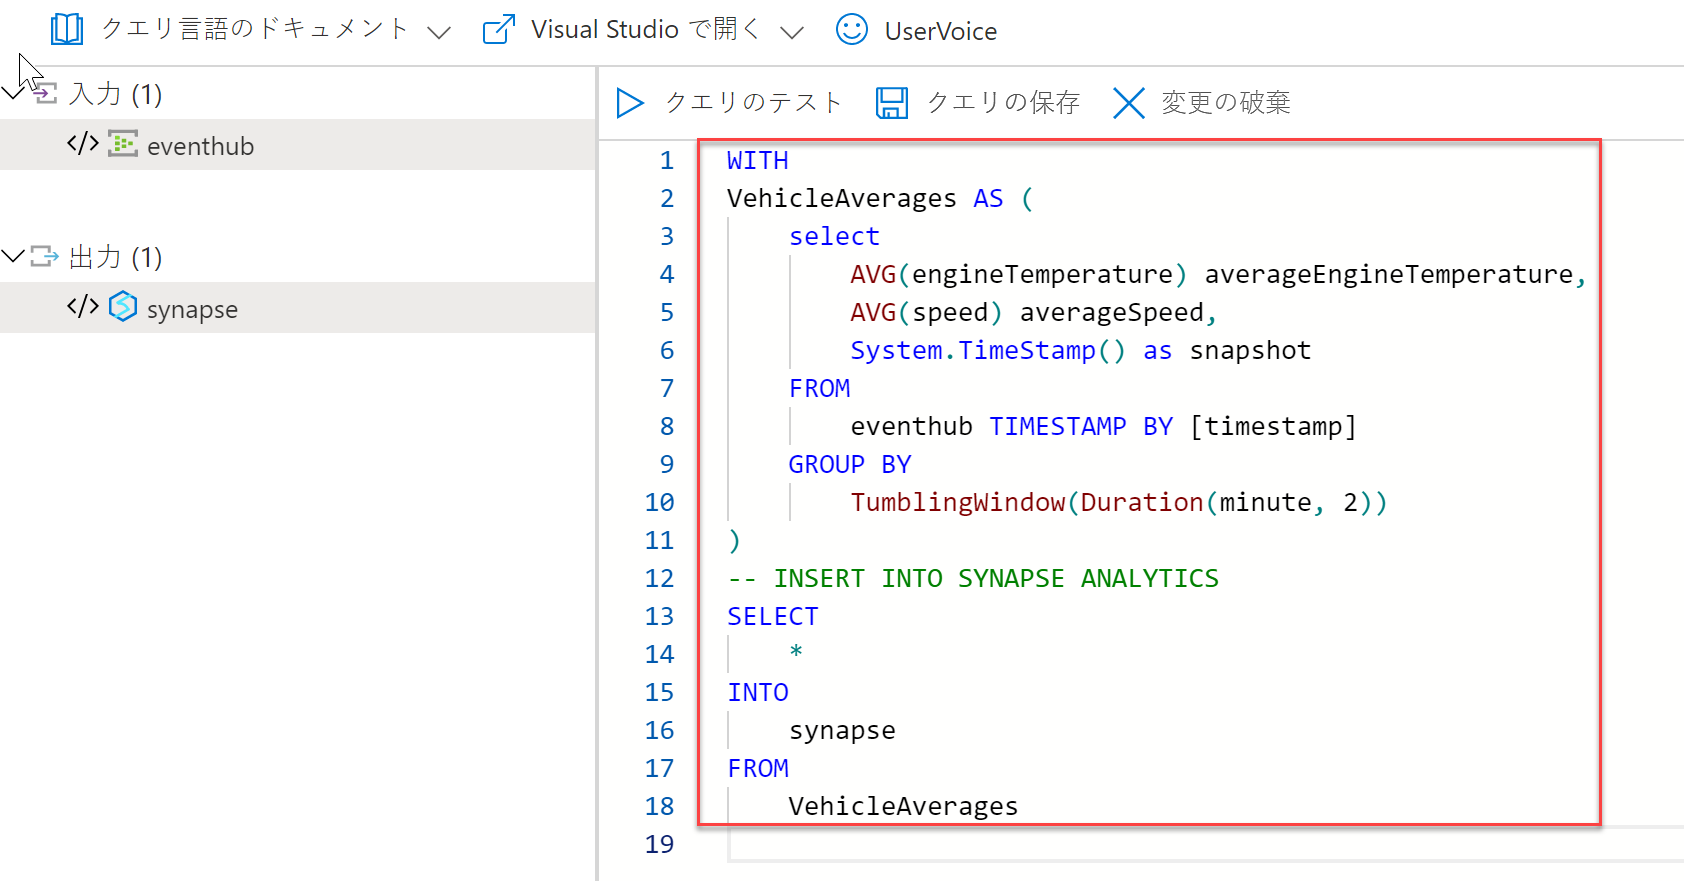 クエリ言語のドキュメント Visual Studio で開く UserVoice
入力 (1)
</> eventhub
出力 (1)
</> synapse
クエリのテスト クエリの保存 変更の破棄
1 WITH
2 VehicleAverages AS (
3 select
4 AVG(engineTemperature) averageEngineTemperature,
5 AVG(speed) averageSpeed,
6 System.TimeStamp() as snapshot
7 FROM
8 eventhub TIMESTAMP BY [timestamp]
9 GROUP BY
10 TumblingWindow(Duration(minute, 2))
11 )
12 -- INSERT INTO SYNAPSE ANALYTICS
13 SELECT
14 *
15 INTO
16 synapse
17 FROM
18 VehicleAverages
19